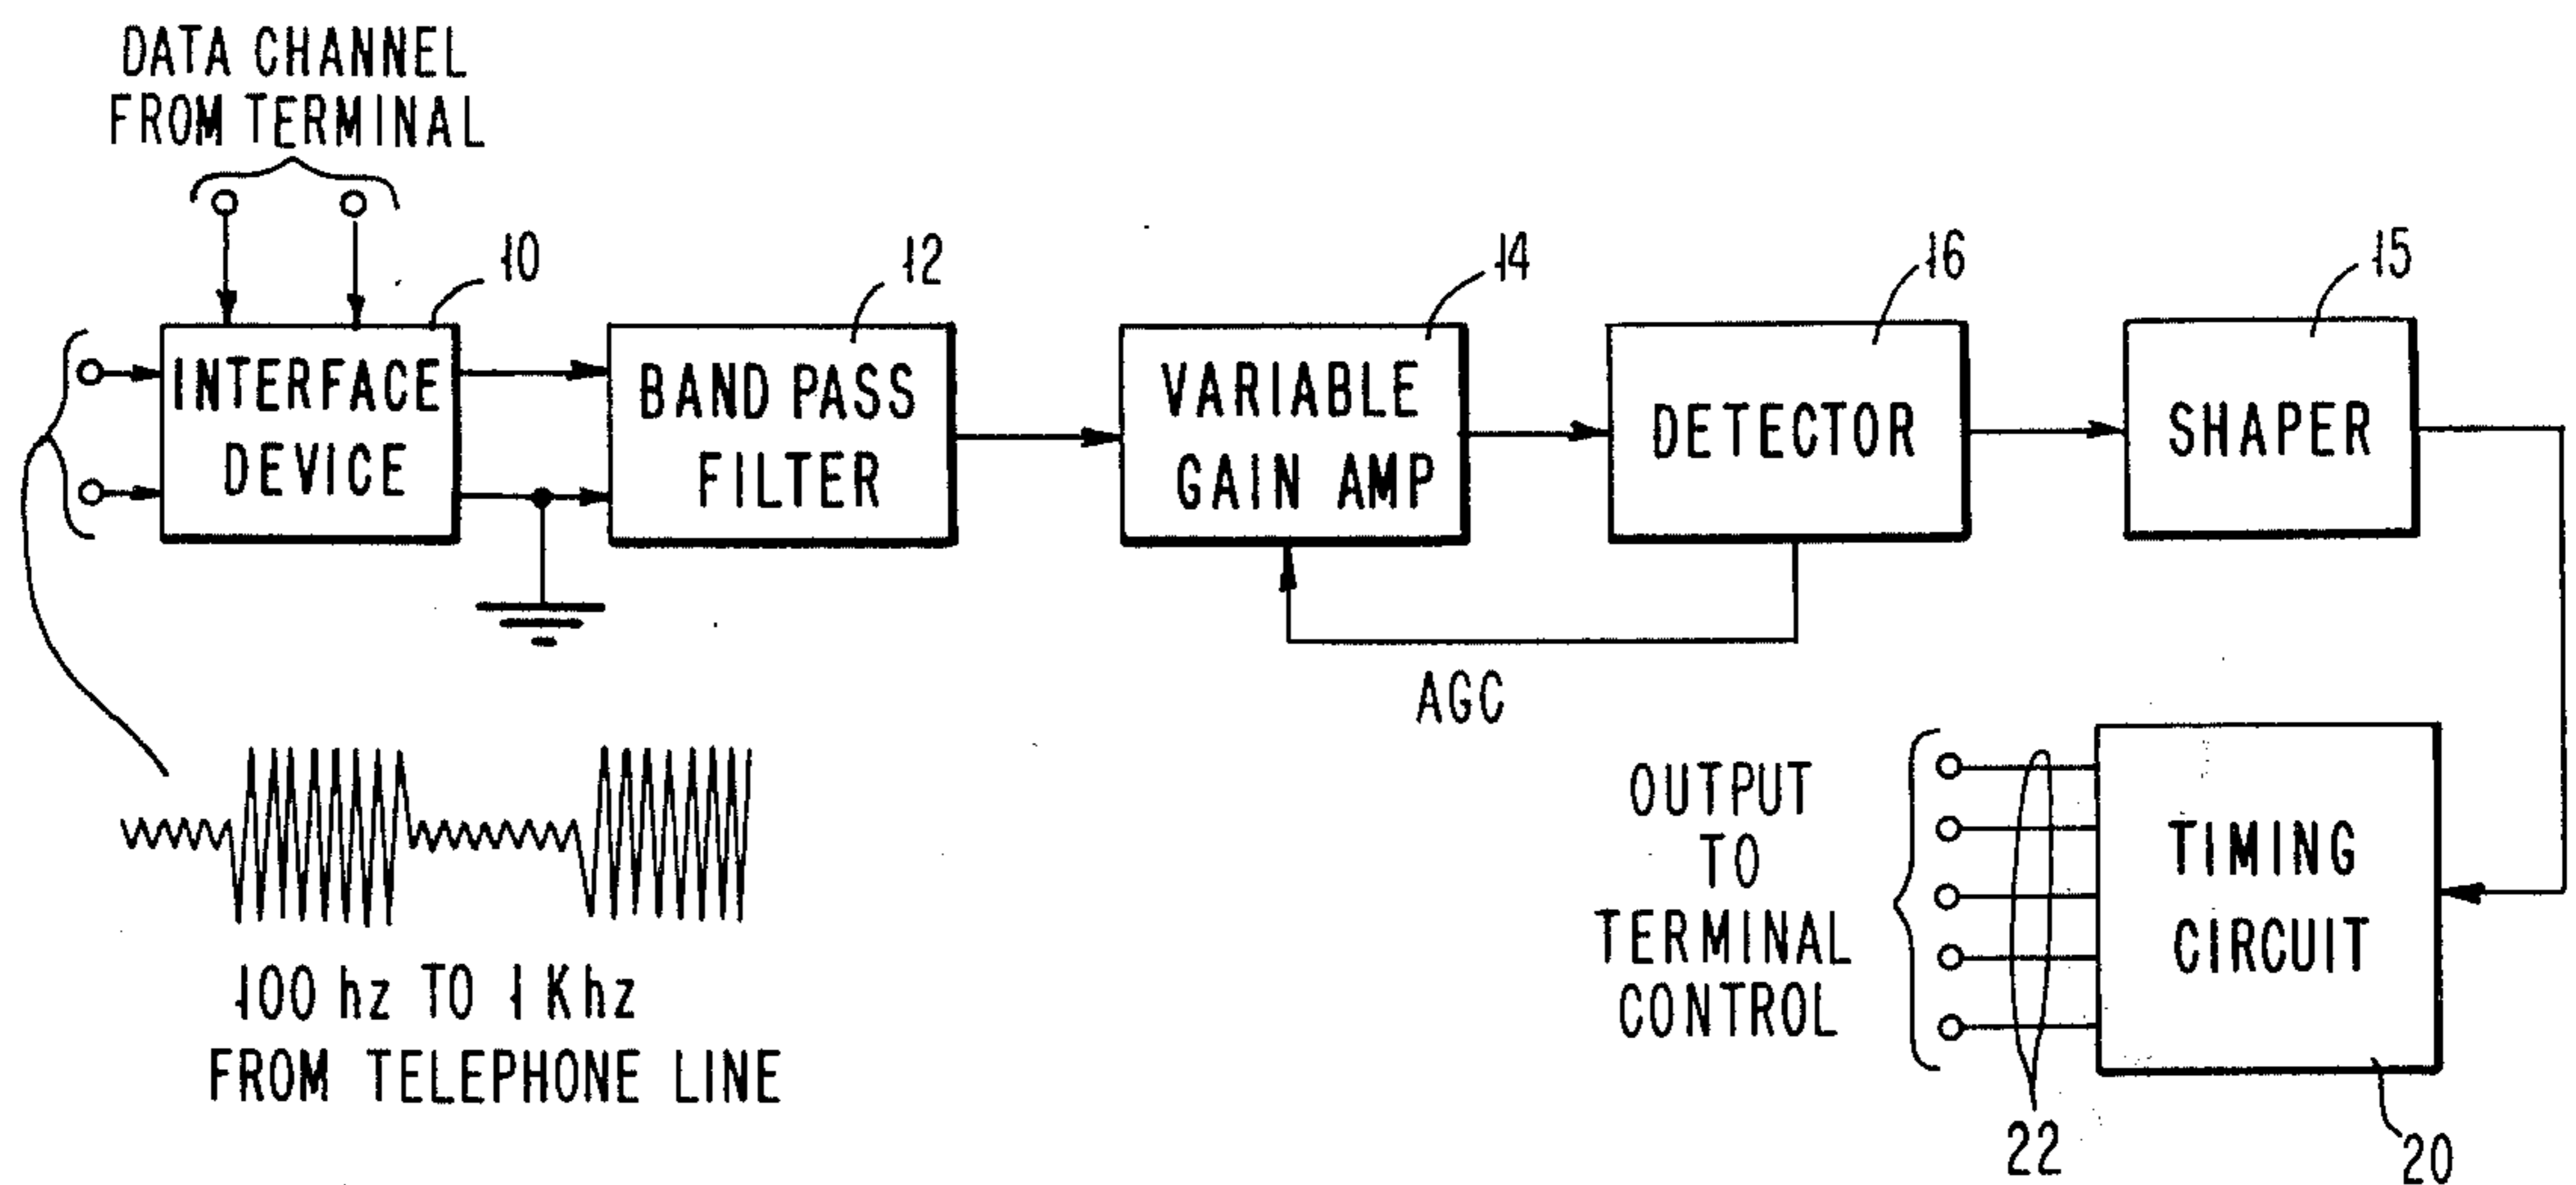 DATA CHANNEL
FROM TERMINAL
10
12
14
16
15
INTERFACE
DEVICE
BAND PASS
FILTER
VARIABLE
GAIN AMP
DETECTOR
SHAPER
AGC
100 hz TO 1 Khz
FROM TELEPHONE LINE
OUTPUT
TO
TERMINAL
CONTROL
TIMING
CIRCUIT
22
20